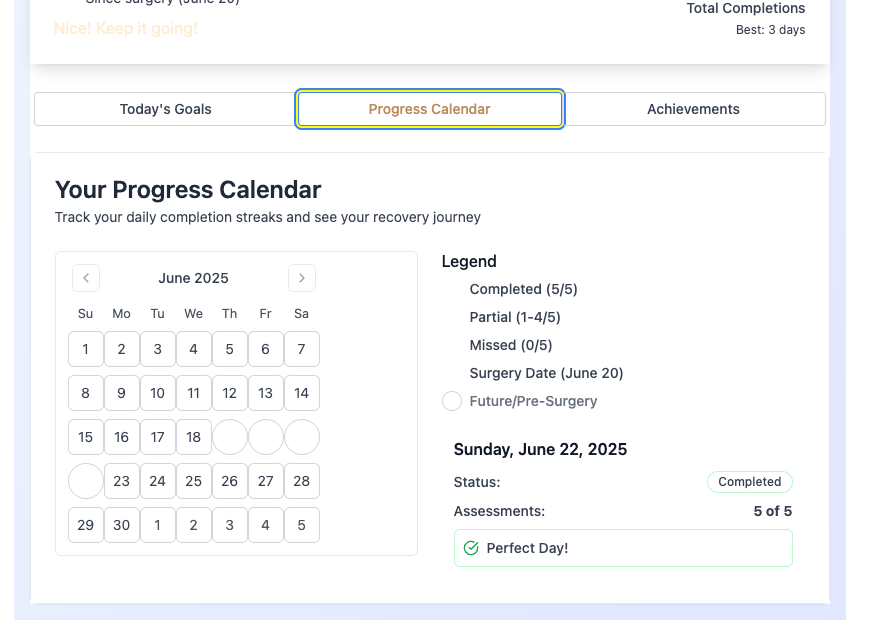 Since surgery (June 20)
Total Completions
Nice! Keep it going!
Best: 3 days
Today's Goals
Progress Calendar
Achievements
Your Progress Calendar
Track your daily completion streaks and see your recovery journey
June 2025
Su Mo Tu We Th Fr Sa
1 2 3 4 5 6 7
8 9 10 11 12 13 14
15 16 17 18
23 24 25 26 27 28
29 30 1 2 3 4 5
Legend
Completed (5/5)
Partial (1-4/5)
Missed (0/5)
Surgery Date (June 20)
Future/Pre-Surgery
Sunday, June 22, 2025
Status: Completed
Assessments: 5 of 5
Perfect Day!